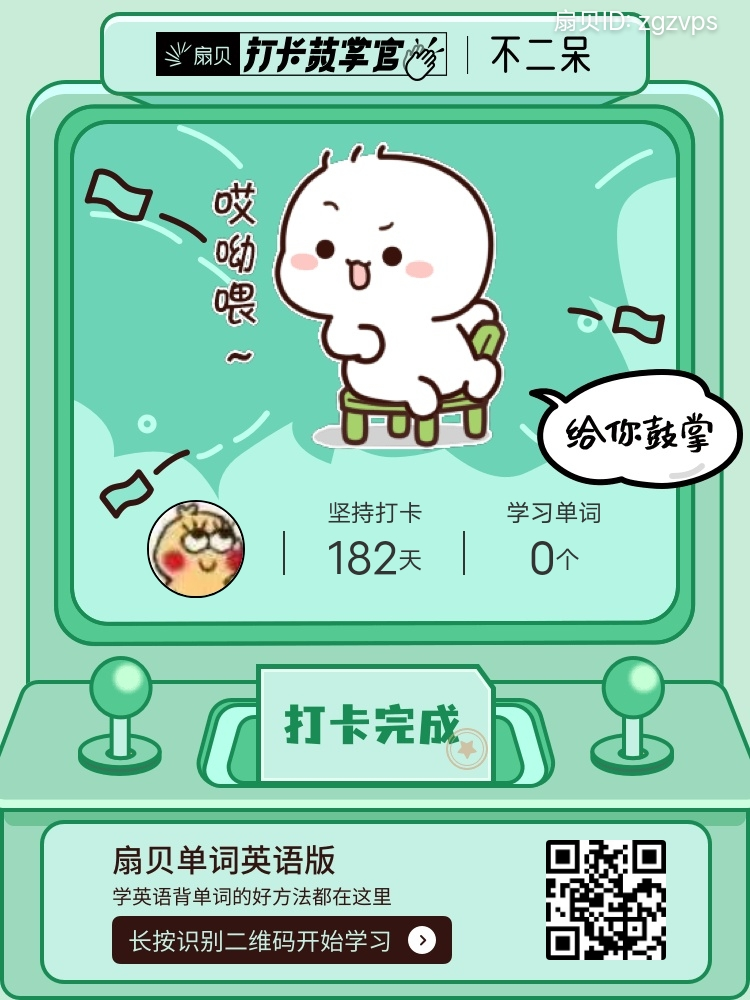 扇贝ID: zgzvps
扇贝 打卡鼓掌官 不二呆
哎呦喂~
给你鼓掌
坚持打卡 学习单词
182天 0个
打卡完成
扇贝单词英语版
学英语背单词的好方法都在这里
长按识别二维码开始学习